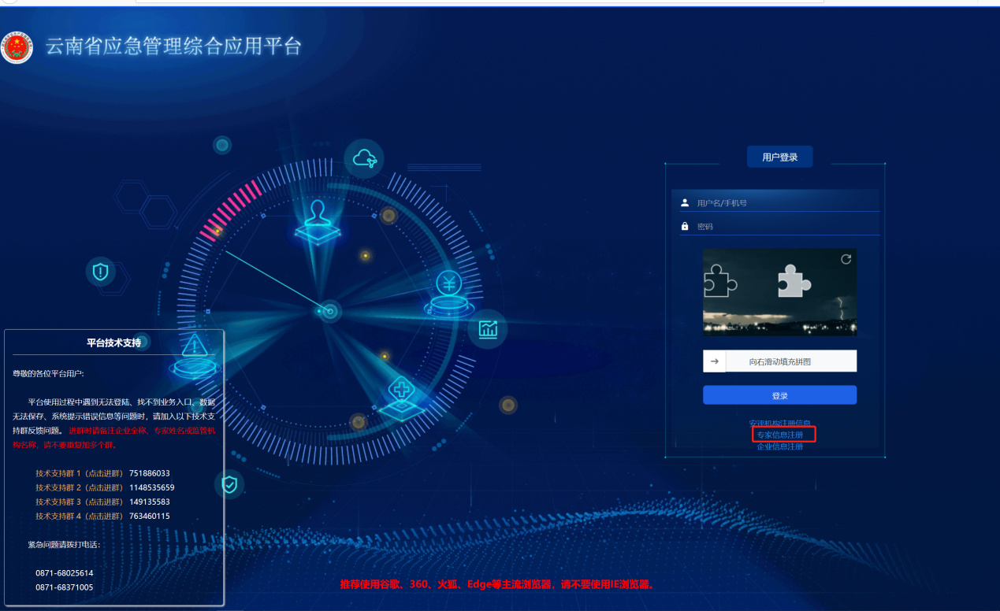 云南省应急管理综合应用平台
用户登录
用户名/手机号
密码
向右滑动填充拼图
登录
安评机构注册信息
专家信息注册
企业信息注册
平台技术支持
尊敬的各位平台用户:
平台使用过程中遇到无法登陆、找不到业务入口、数据
无法保存、系统提示错误信息等问题时，请加入以下技术支
持群反馈问题。进群时请备注企业全称、专家姓名或监管机
构名称，请不要重复加多个群。
技术支持群 1（点击进群） 751886033
技术支持群 2（点击进群） 1148535659
技术支持群 3（点击进群） 149135583
技术支持群 4（点击进群） 763460115
紧急问题请拨打电话:
0871-68025614
0871-68371005
推荐使用谷歌、360、火狐、Edge等主流浏览器，请不要使用IE浏览器。